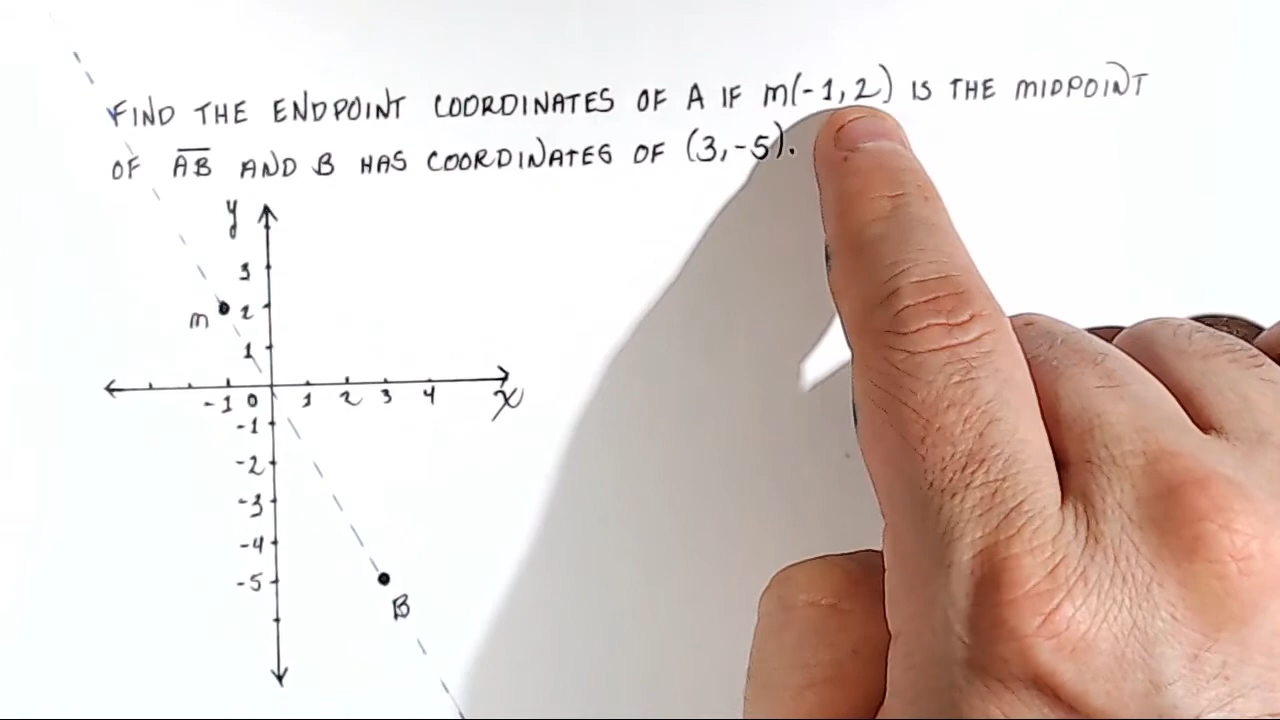 FIND THE ENDPOINT COORDINATES OF A IF M(-1,2) IS THE MIDPOINT
OF AB AND B HAS COORDINATES OF (3,-5).
y
3
M 2
1
-1 0 1 2 3 4 x
-1
-2
-3
-4
-5
B